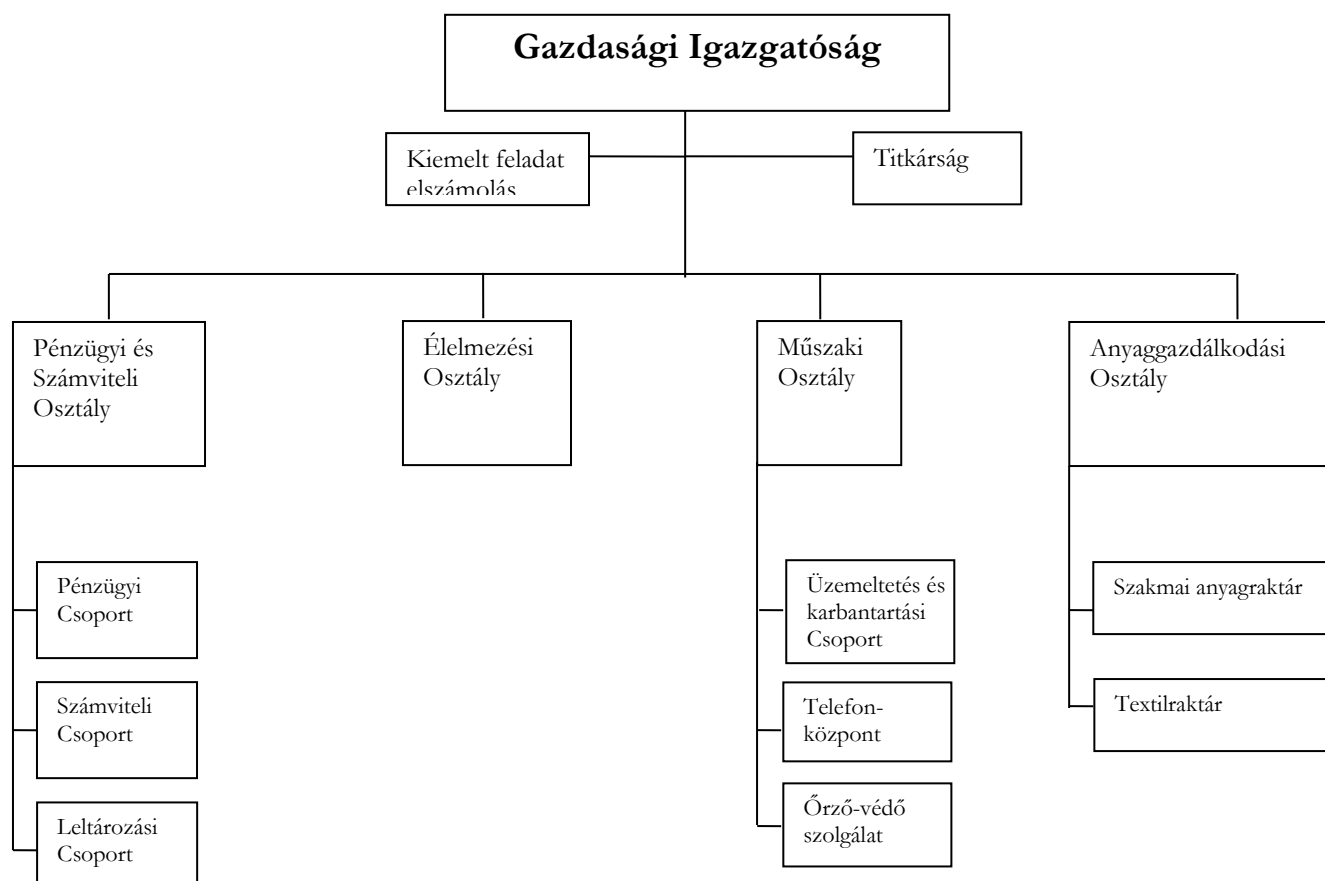 Gazdasági Igazgatóság
Kiemelt feladat
elszámolás
Titkárság
Pénzügyi és
Számviteli
Osztály
Élelmezési
Osztály
Műszaki
Osztály
Anyaggazdálkodási
Osztály
Pénzügyi
Csoport
Számviteli
Csoport
Leltározási
Csoport
Üzemeltetés és
karbantartási
Csoport
Telefon-
központ
Őrző-védő
szolgálat
Szakmai anyagraktár
Textilraktár